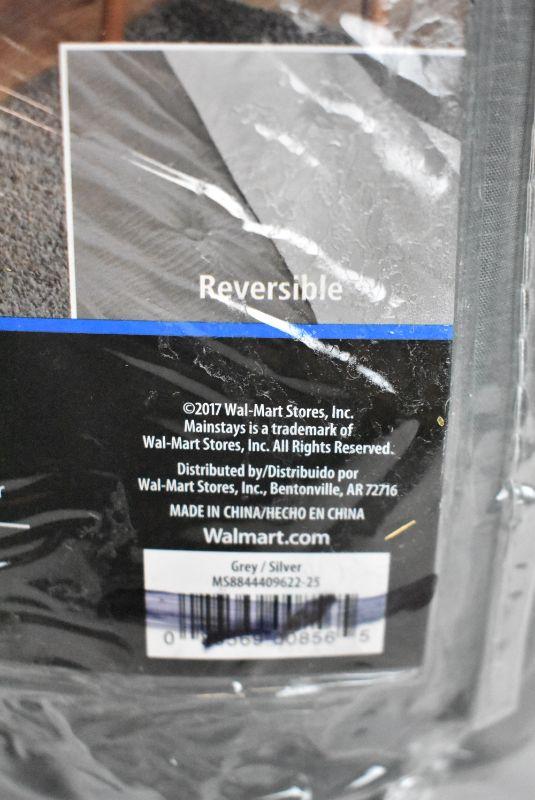 Reversible
©2017 Wal-Mart Stores, Inc.
Mainstays is a trademark of
Wal-Mart Stores, Inc. All Rights Reserved.
Distributed by/Distribuido por
Wal-Mart Stores, Inc., Bentonville, AR 72716
MADE IN CHINA/HECHO EN CHINA
Walmart.com
Grey / Silver
MS8844409622-25
0 5